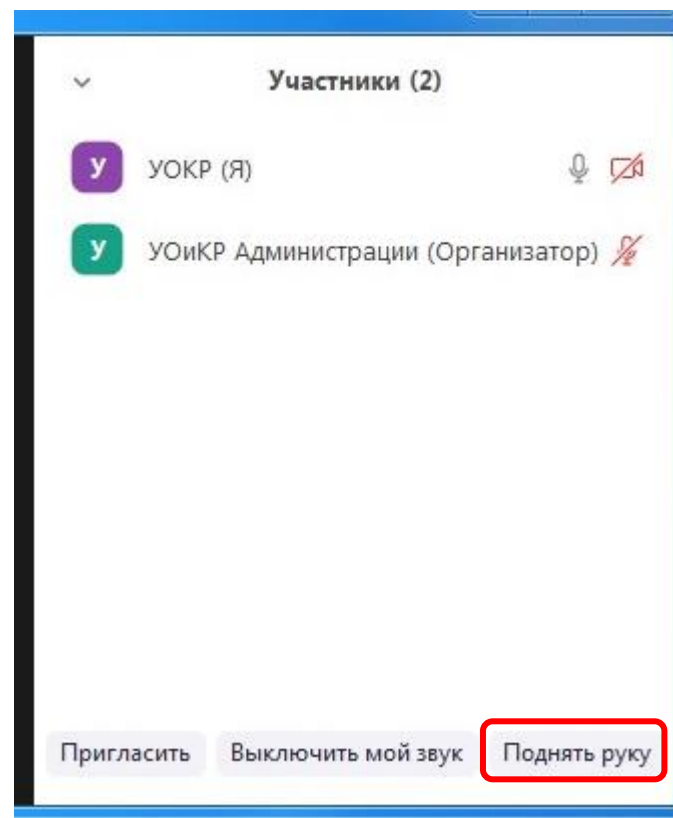 Участники (2)
У УОКР (Я)
У УОиКР Администрации (Организатор)
Пригласить Выключить мой звук Поднять руку